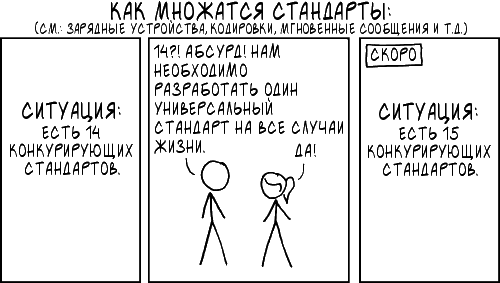 КАК МНОЖАТСЯ СТАНДАРТЫ:
(СМ.: ЗАРЯДНЫЕ УСТРОЙСТВА, КОДИРОВКИ, МГНОВЕННЫЕ СООБЩЕНИЯ И Т.Д.)
СИТУАЦИЯ:
ЕСТЬ 14
КОНКУРИРУЮЩИХ
СТАНДАРТОВ.
14?! АБСУРД! НАМ
НЕОБХОДИМО
РАЗРАБОТАТЬ ОДИН
УНИВЕРСАЛЬНЫЙ
СТАНДАРТ НА ВСЕ СЛУЧАИ
ЖИЗНИ.
ДА!
СКОРО
СИТУАЦИЯ:
ЕСТЬ 15
КОНКУРИРУЮЩИХ
СТАНДАРТОВ.